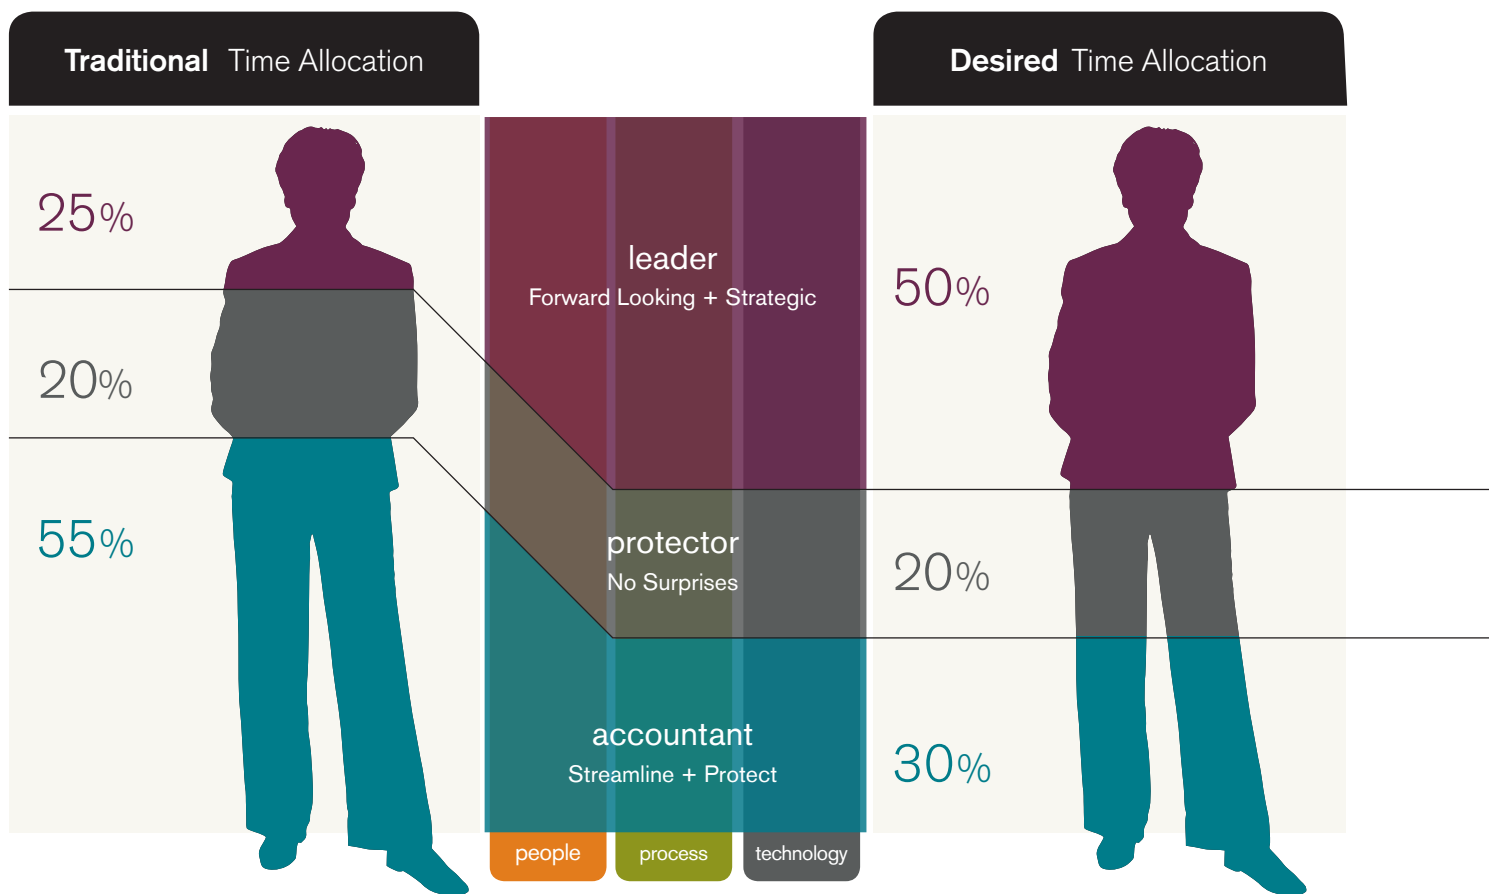 Traditional Time Allocation
Desired Time Allocation
25%
20%
55%
leader
Forward Looking + Strategic
protector
No Surprises
accountant
Streamline + Protect
people
process
technology
50%
20%
30%